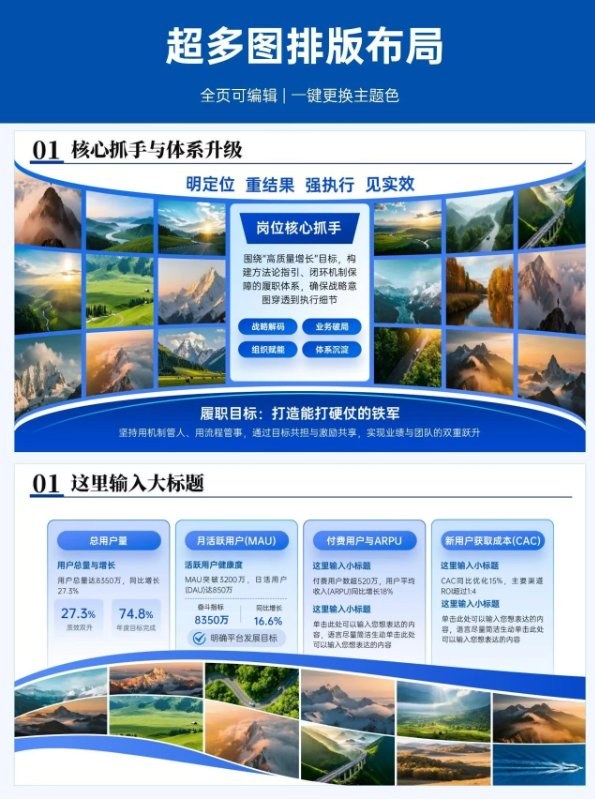 超多图排版布局
全页可编辑 | 一键更换主题色
01 核心抓手与体系升级
明定位 重结果 强执行 见实效
岗位核心抓手
围绕“高质量增长”目标，构
建方法论指引、闭环机制保
障的履职体系，确保战略意
图穿透到执行细节
战略解码 业务破局
组织赋能 体系沉淀
履职目标：打造能打硬仗的铁军
坚持用机制管人、用流程管事，通过目标共担与激励共享，实现业绩与团队的双重跃升
01 这里输入大标题
总用户量
用户总量与增长
用户总量达8350万，同比增长
27.3%
27.3% 74.8%
质效双升 年度目标完成
月活跃用户(MAU)
活跃用户健康度
MAU突破3200万，日活用户
(DAU)达850万
奋斗指标 同比增长
8350万 16.6%
明确平台发展目标
付费用户与ARPU
这里输入小标题
付费用户数超520万，用户平均
收入(ARPU)同比增长18%
这里输入小标题
单击此处可以输入您想表达的内
容，语言尽量简洁生动单击此处
可以输入您想表达的内容
新用户获取成本(CAC)
这里输入小标题
CAC同比优化15%，主要渠道
ROI超过1:4
这里输入小标题
单击此处可以输入您想表达的内
容，语言尽量简洁生动单击此处
可以输入您想表达的内容